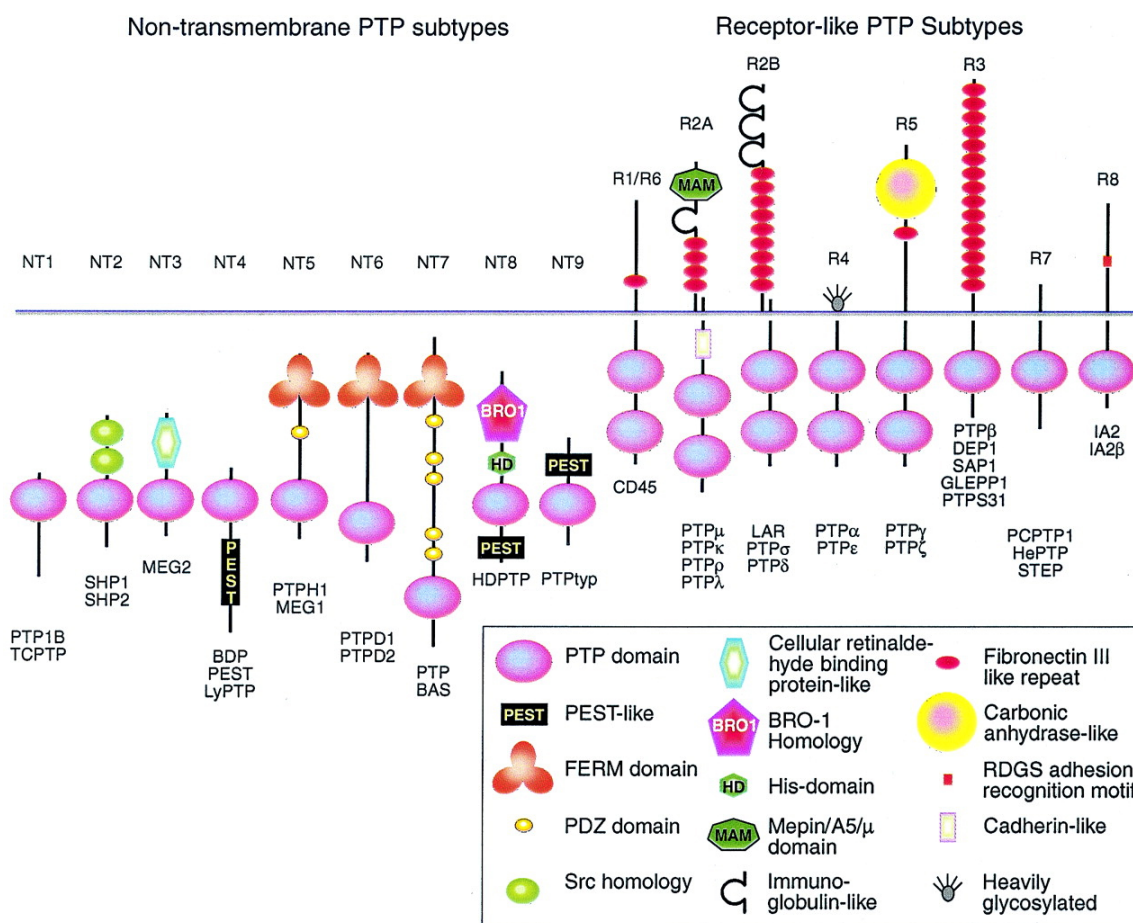 Non-transmembrane PTP subtypes
Receptor-like PTP Subtypes
NT1
NT2
NT3
NT4
NT5
NT6
NT7
NT8
NT9
R1/R6
R2A
R2B
R4
R5
R3
R7
R8
MAM
BRO1
HD
PEST
PEST
PEST
PTP1B
TCPTP
SHP1
SHP2
MEG2
BDP
PEST
LyPTP
PTPH1
MEG1
PTPD1
PTPD2
PTP
BAS
HDPTP
PTPtyp
CD45
PTPμ
PTPκ
PTPρ
PTPλ
LAR
PTPσ
PTPδ
PTPα
PTPε
PTPγ
PTPζ
PTPβ
DEP1
SAP1
GLEPP1
PTPS31
PCPTP1
HePTP
STEP
IA2
IA2β
PTP domain
PEST
PEST-like
FERM domain
PDZ domain
Src homology
Cellular retinalde-
hyde binding
protein-like
BRO1
BRO-1
Homology
HD
His-domain
MAM
Mepin/A5/μ
domain
Immuno-
globulin-like
Fibronectin III
like repeat
Carbonic
anhydrase-like
RDGS adhesion
recognition motif
Cadherin-like
Heavily
glycosylated